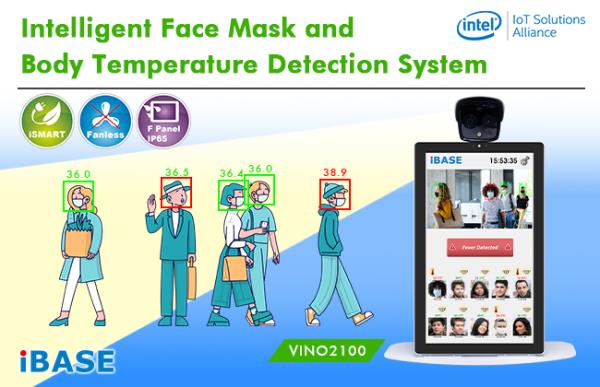 Intelligent Face Mask and
Body Temperature Detection System
intel
IoT Solutions
Alliance
iSMART
Fanless
F Panel
IP65
36.0
36.5
36.4
36.0
38.9
iBASE
15:53:35
Fever Detected
VINO2100
iBASE